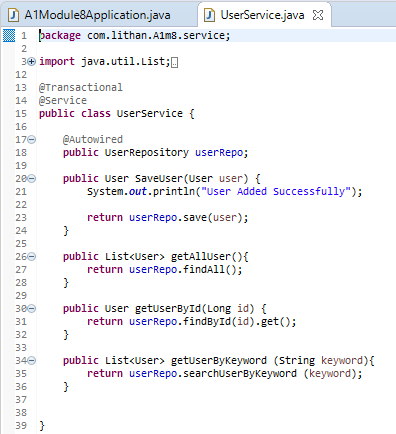 A1Module8Application.java UserService.java
1 package com.lithan.A1m8.service;
2
3 import java.util.List;
12
13 @Transactional
14 @Service
15 public class UserService {
16
17 @Autowired
18 public UserRepository userRepo;
19
20 public User SaveUser(User user) {
21 System.out.println("User Added Successfully");
22
23 return userRepo.save(user);
24 }
25
26 public List<User> getAllUser(){
27 return userRepo.findAll();
28 }
29
30 public User getUserById(Long id) {
31 return userRepo.findById(id).get();
32 }
33
34 public List<User> getUserByKeyword (String keyword){
35 return userRepo.searchUserByKeyword (keyword);
36 }
37
38
39 }